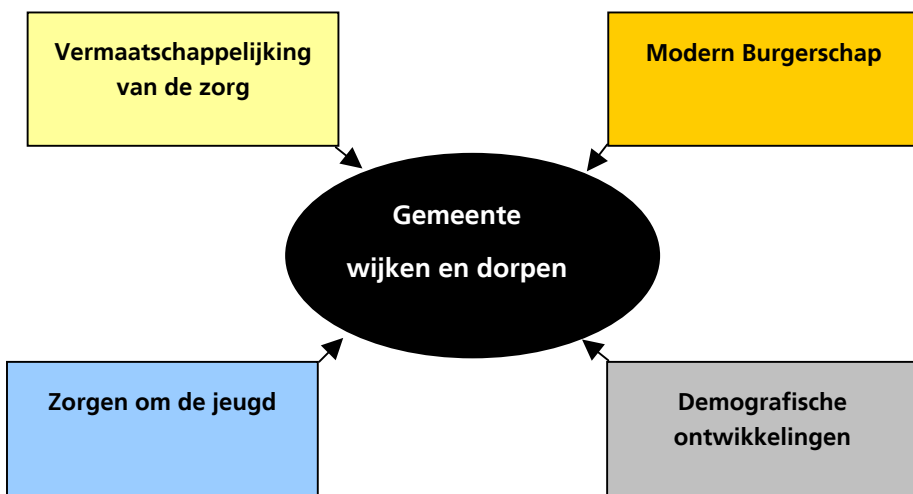 Vermaatschappelijking
van de zorg
Modern Burgerschap
Gemeente
wijken en dorpen
Zorgen om de jeugd
Demografische
ontwikkelingen